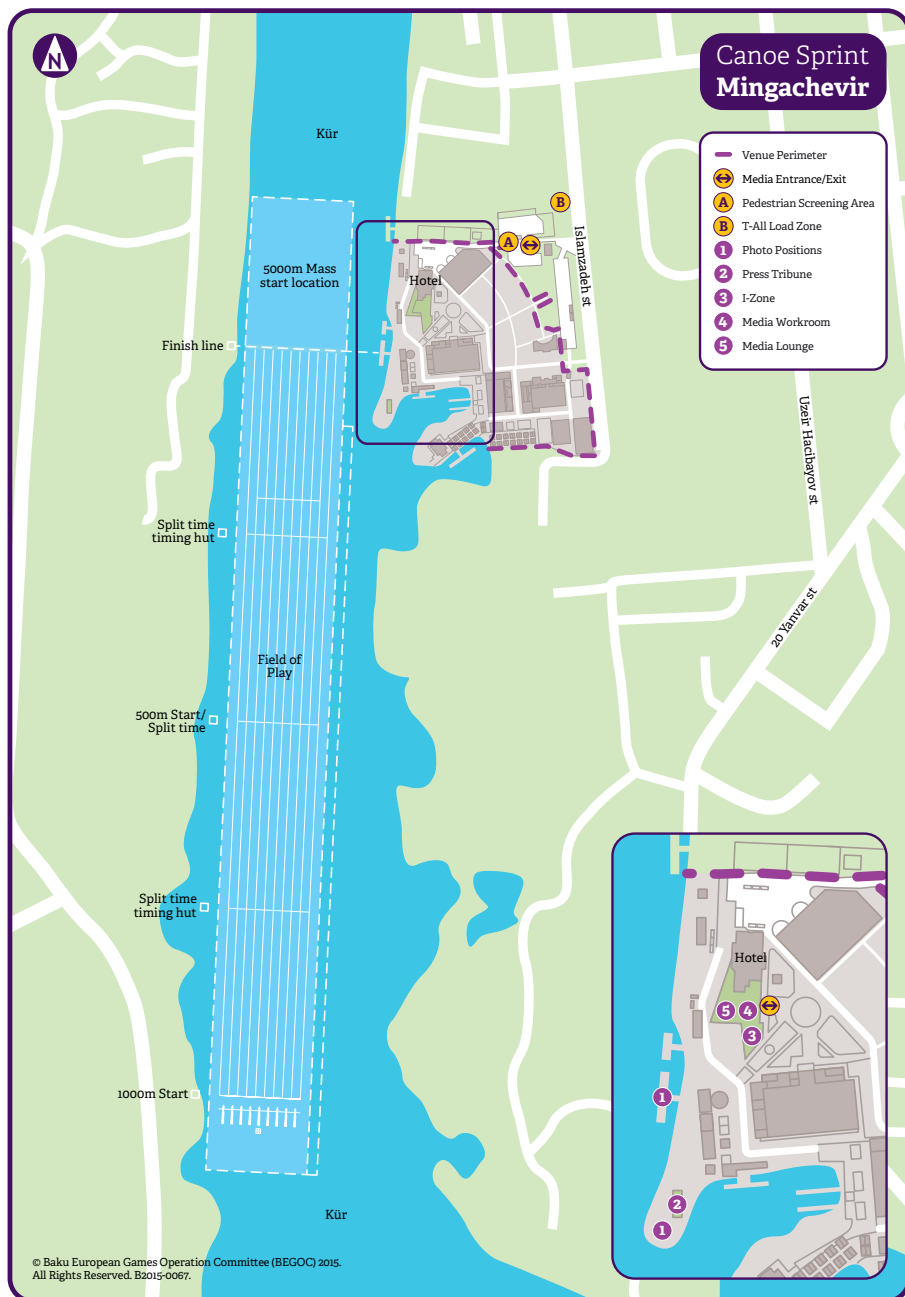 N
Canoe Sprint
Mingachevir
Kür
Venue Perimeter
Media Entrance/Exit
A Pedestrian Screening Area
B T-All Load Zone
1 Photo Positions
2 Press Tribune
3 I-Zone
4 Media Workroom
5 Media Lounge
B
A
Islamzadeh st
5000m Mass
start location
Hotel
Finish line
Uzeir Hacibayov st
Split time
timing hut
20 Yanvar st
Field of
Play
500m Start/
Split time
Split time
timing hut
Hotel
5
4
3
1000m Start
1
2
1
Kür
© Baku European Games Operation Committee (BEGOC) 2015.
All Rights Reserved. B2015-0067.